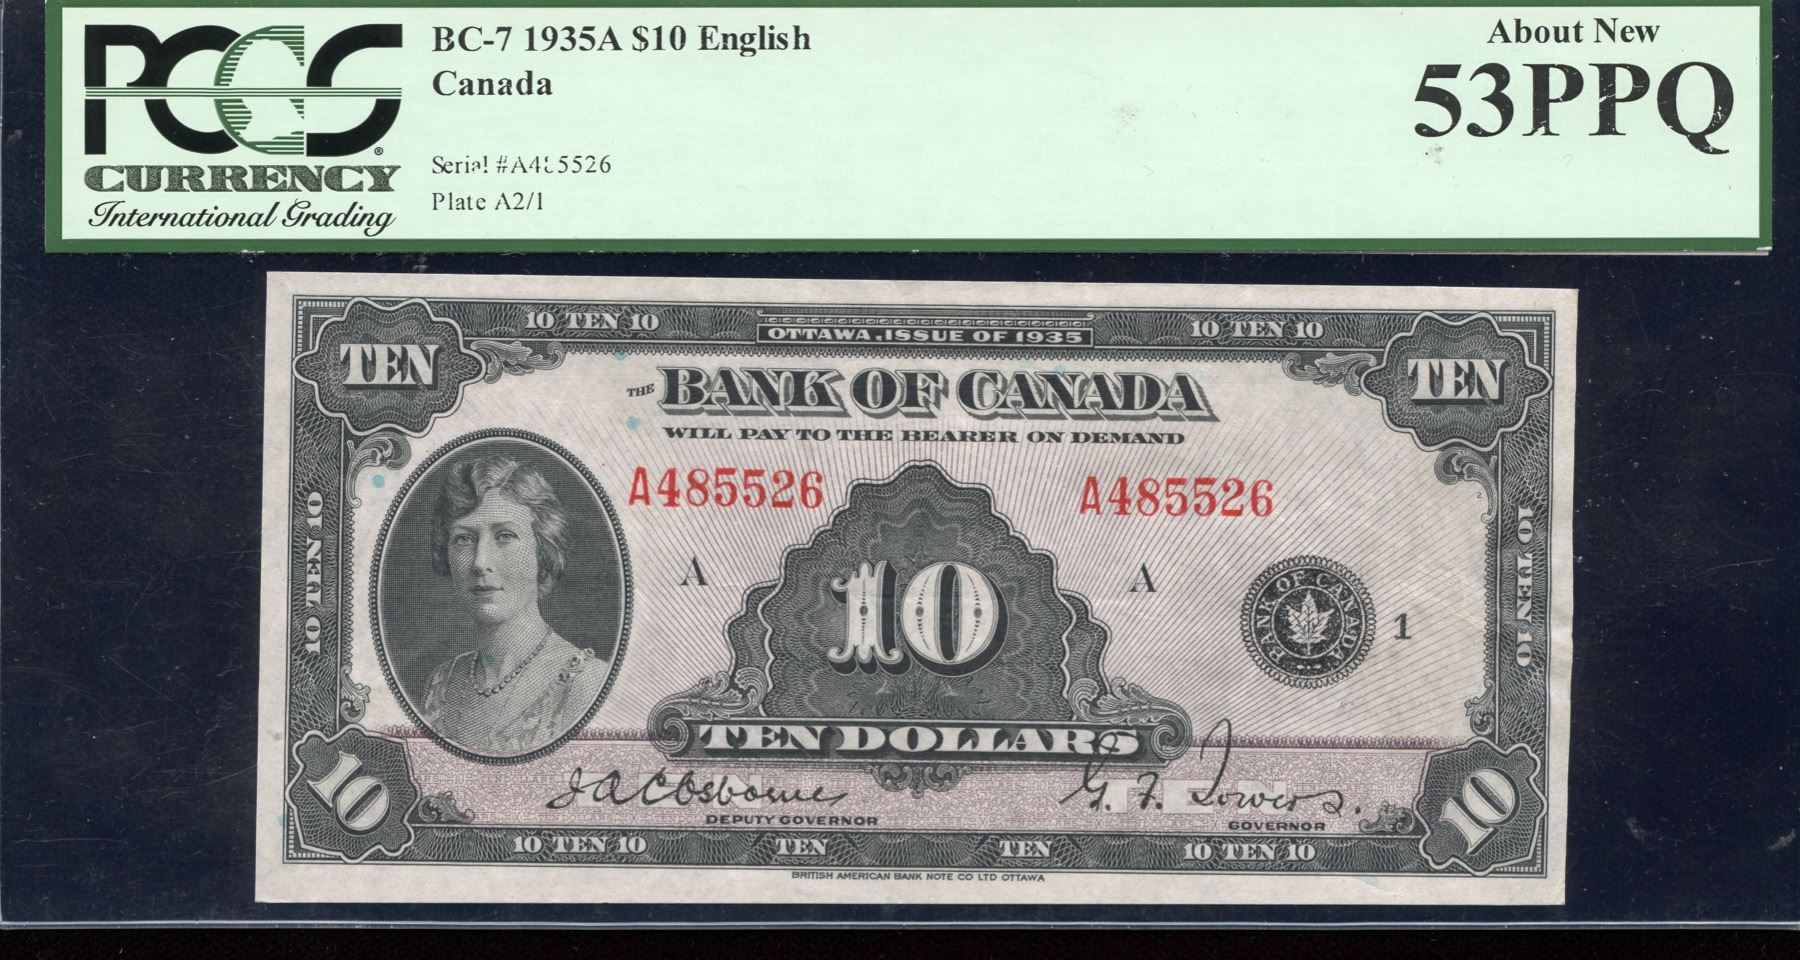 PCGS
CURRENCY
International Grading
BC-7 1935A $10 English
Canada
Serial #A485526
Plate A2/1
About New
53PPQ
10 TEN 10
OTTAWA, ISSUE OF 1935
10 TEN 10
TEN
TEN
THE BANK OF CANADA
WILL PAY TO THE BEARER ON DEMAND
A485526
A485526
A
A
10
BANK OF CANADA
1
2
10 TEN 10
10 TEN 10
TEN DOLLARS
10
10
J.A.C. Osborne
DEPUTY GOVERNOR
G. F. Towers.
GOVERNOR
TEN
10 TEN 10
TEN
TEN
10 TEN 10
BRITISH AMERICAN BANK NOTE CO LTD OTTAWA